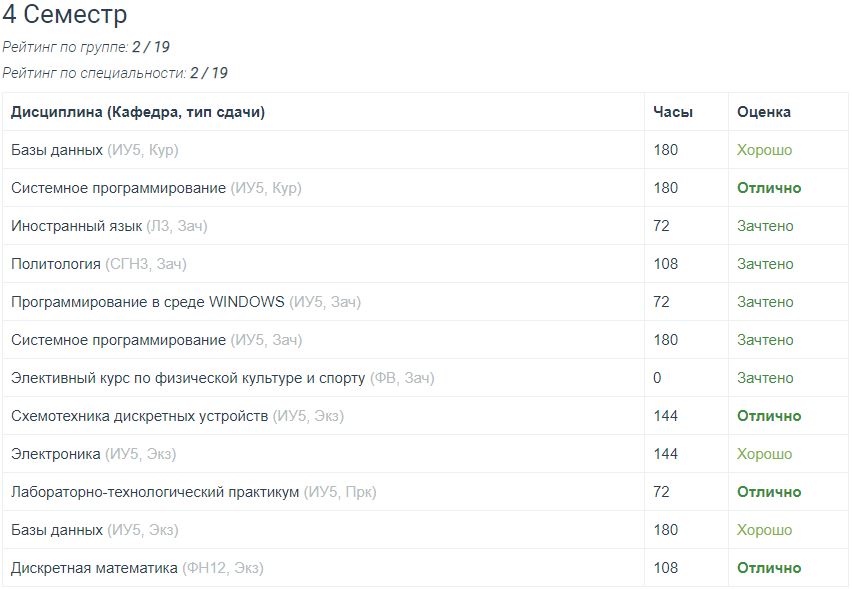 4 Семестр
Рейтинг по группе: 2 / 19
Рейтинг по специальности: 2 / 19
Дисциплина (Кафедра, тип сдачи) Часы Оценка
Базы данных (ИУ5, Кур) 180 Хорошо
Системное программирование (ИУ5, Кур) 180 Отлично
Иностранный язык (Л3, Зач) 72 Зачтено
Политология (СГН3, Зач) 108 Зачтено
Программирование в среде WINDOWS (ИУ5, Зач) 72 Зачтено
Системное программирование (ИУ5, Зач) 180 Зачтено
Элективный курс по физической культуре и спорту (ФВ, Зач) 0 Зачтено
Схемотехника дискретных устройств (ИУ5, Экз) 144 Отлично
Электроника (ИУ5, Экз) 144 Хорошо
Лабораторно-технологический практикум (ИУ5, Прк) 72 Отлично
Базы данных (ИУ5, Экз) 180 Хорошо
Дискретная математика (ФН12, Экз) 108 Отлично